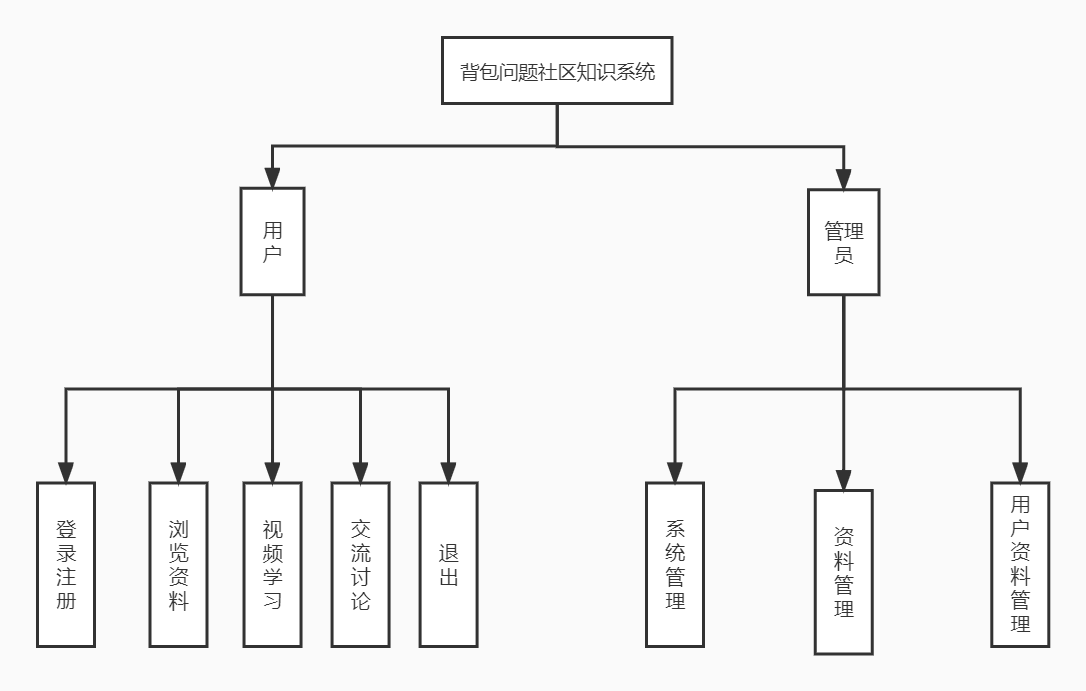 背包问题社区知识系统
用
户
管理
员
登
录
注
册
浏
览
资
料
视
频
学
习
交
流
讨
论
退
出
系
统
管
理
资
料
管
理
用
户
资
料
管
理